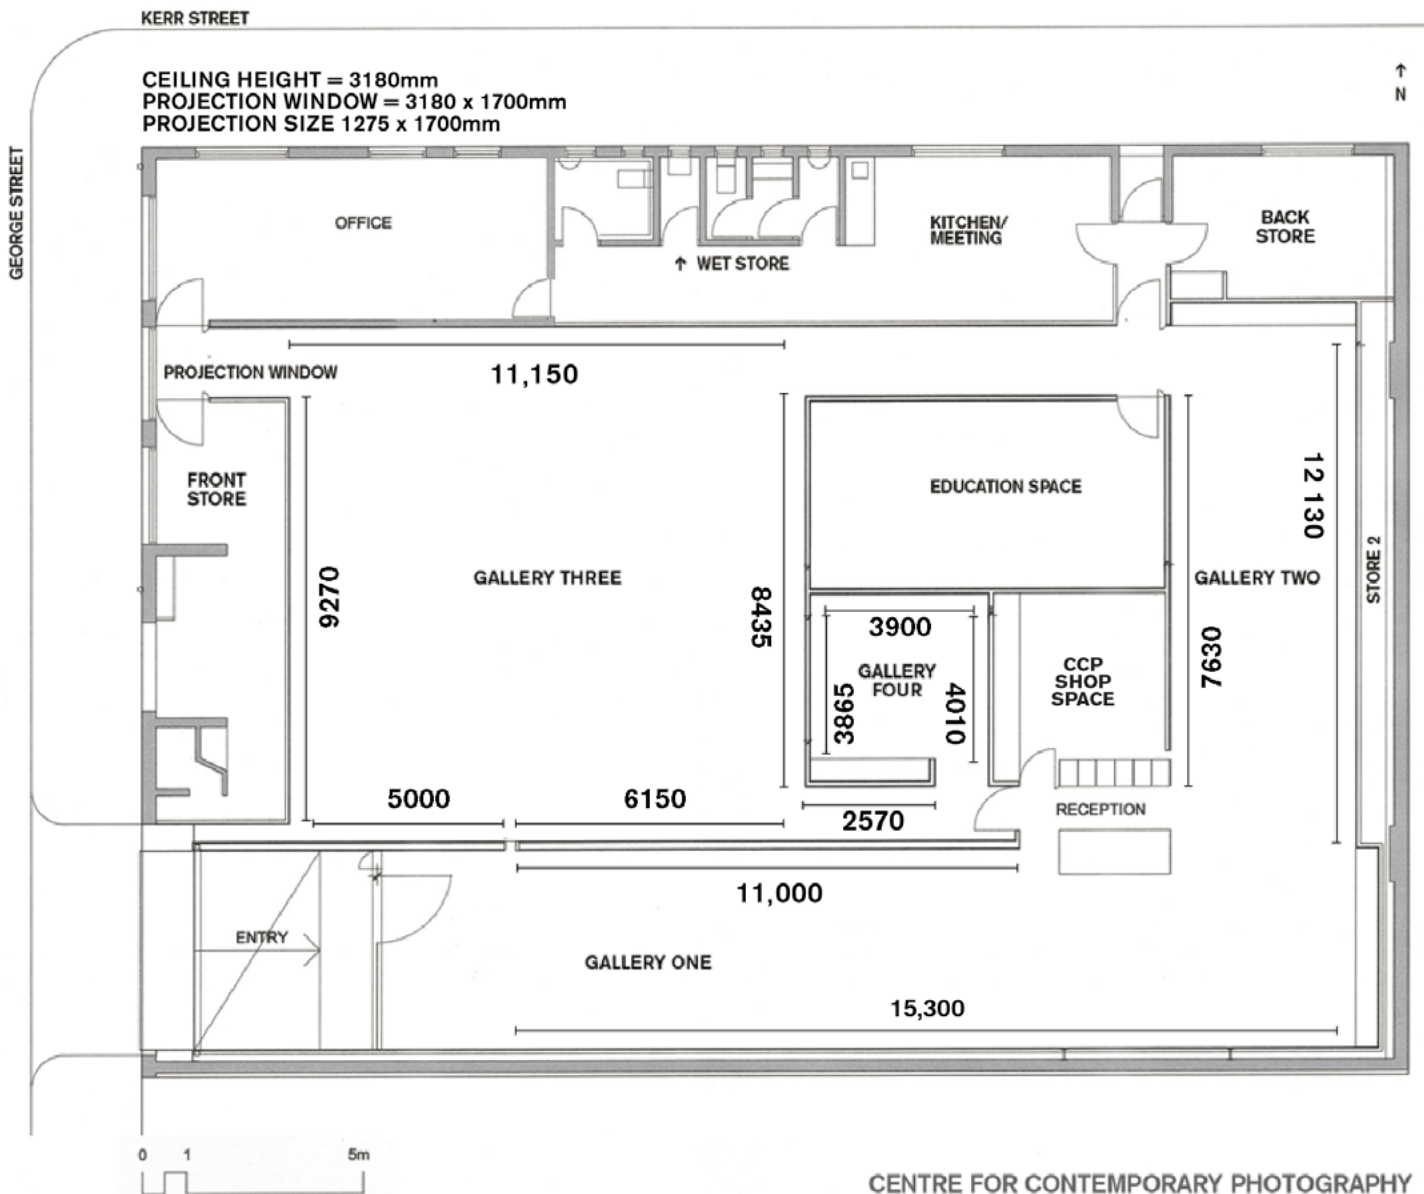 KERR STREET
CEILING HEIGHT = 3180mm
PROJECTION WINDOW = 3180 x 1700mm
PROJECTION SIZE 1275 x 1700mm
↑
N
GEORGE STREET
OFFICE
↑ WET STORE
KITCHEN/
MEETING
BACK
STORE
PROJECTION WINDOW
11,150
FRONT
STORE
9270
GALLERY THREE
8435
EDUCATION SPACE
12 130
GALLERY TWO
STORE 2
3900
GALLERY
FOUR
3865
4010
CCP
SHOP
SPACE
7630
5000
6150
2570
RECEPTION
11,000
ENTRY
GALLERY ONE
15,300
0 1 5m
CENTRE FOR CONTEMPORARY PHOTOGRAPHY